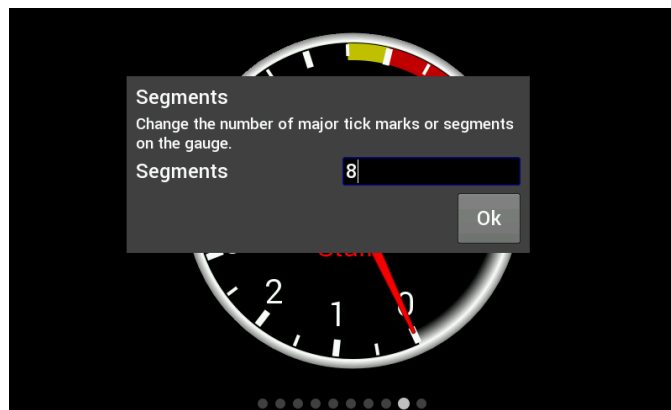 Segments
Change the number of major tick marks or segments
on the gauge.
Segments 8
Ok
2
1
0